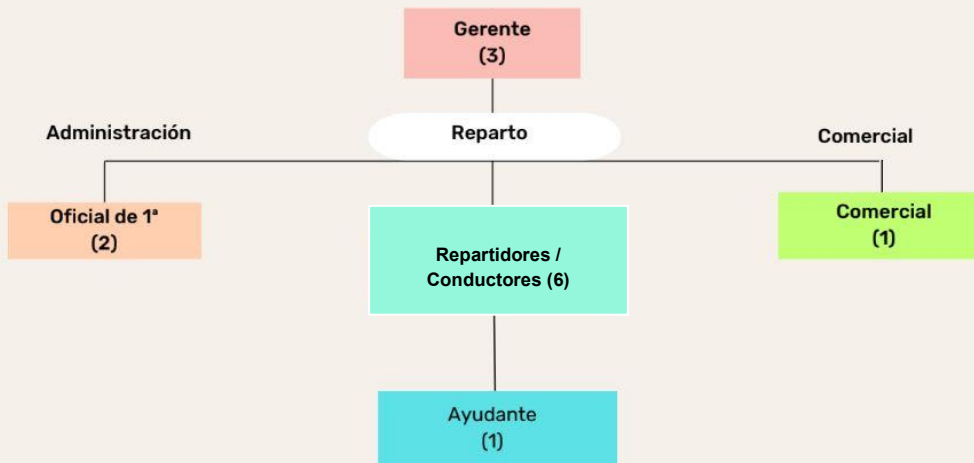 Gerente
(3)
Administración
Reparto
Comercial
Oficial de 1ª
(2)
Repartidores /
Conductores (6)
Comercial
(1)
Ayudante
(1)